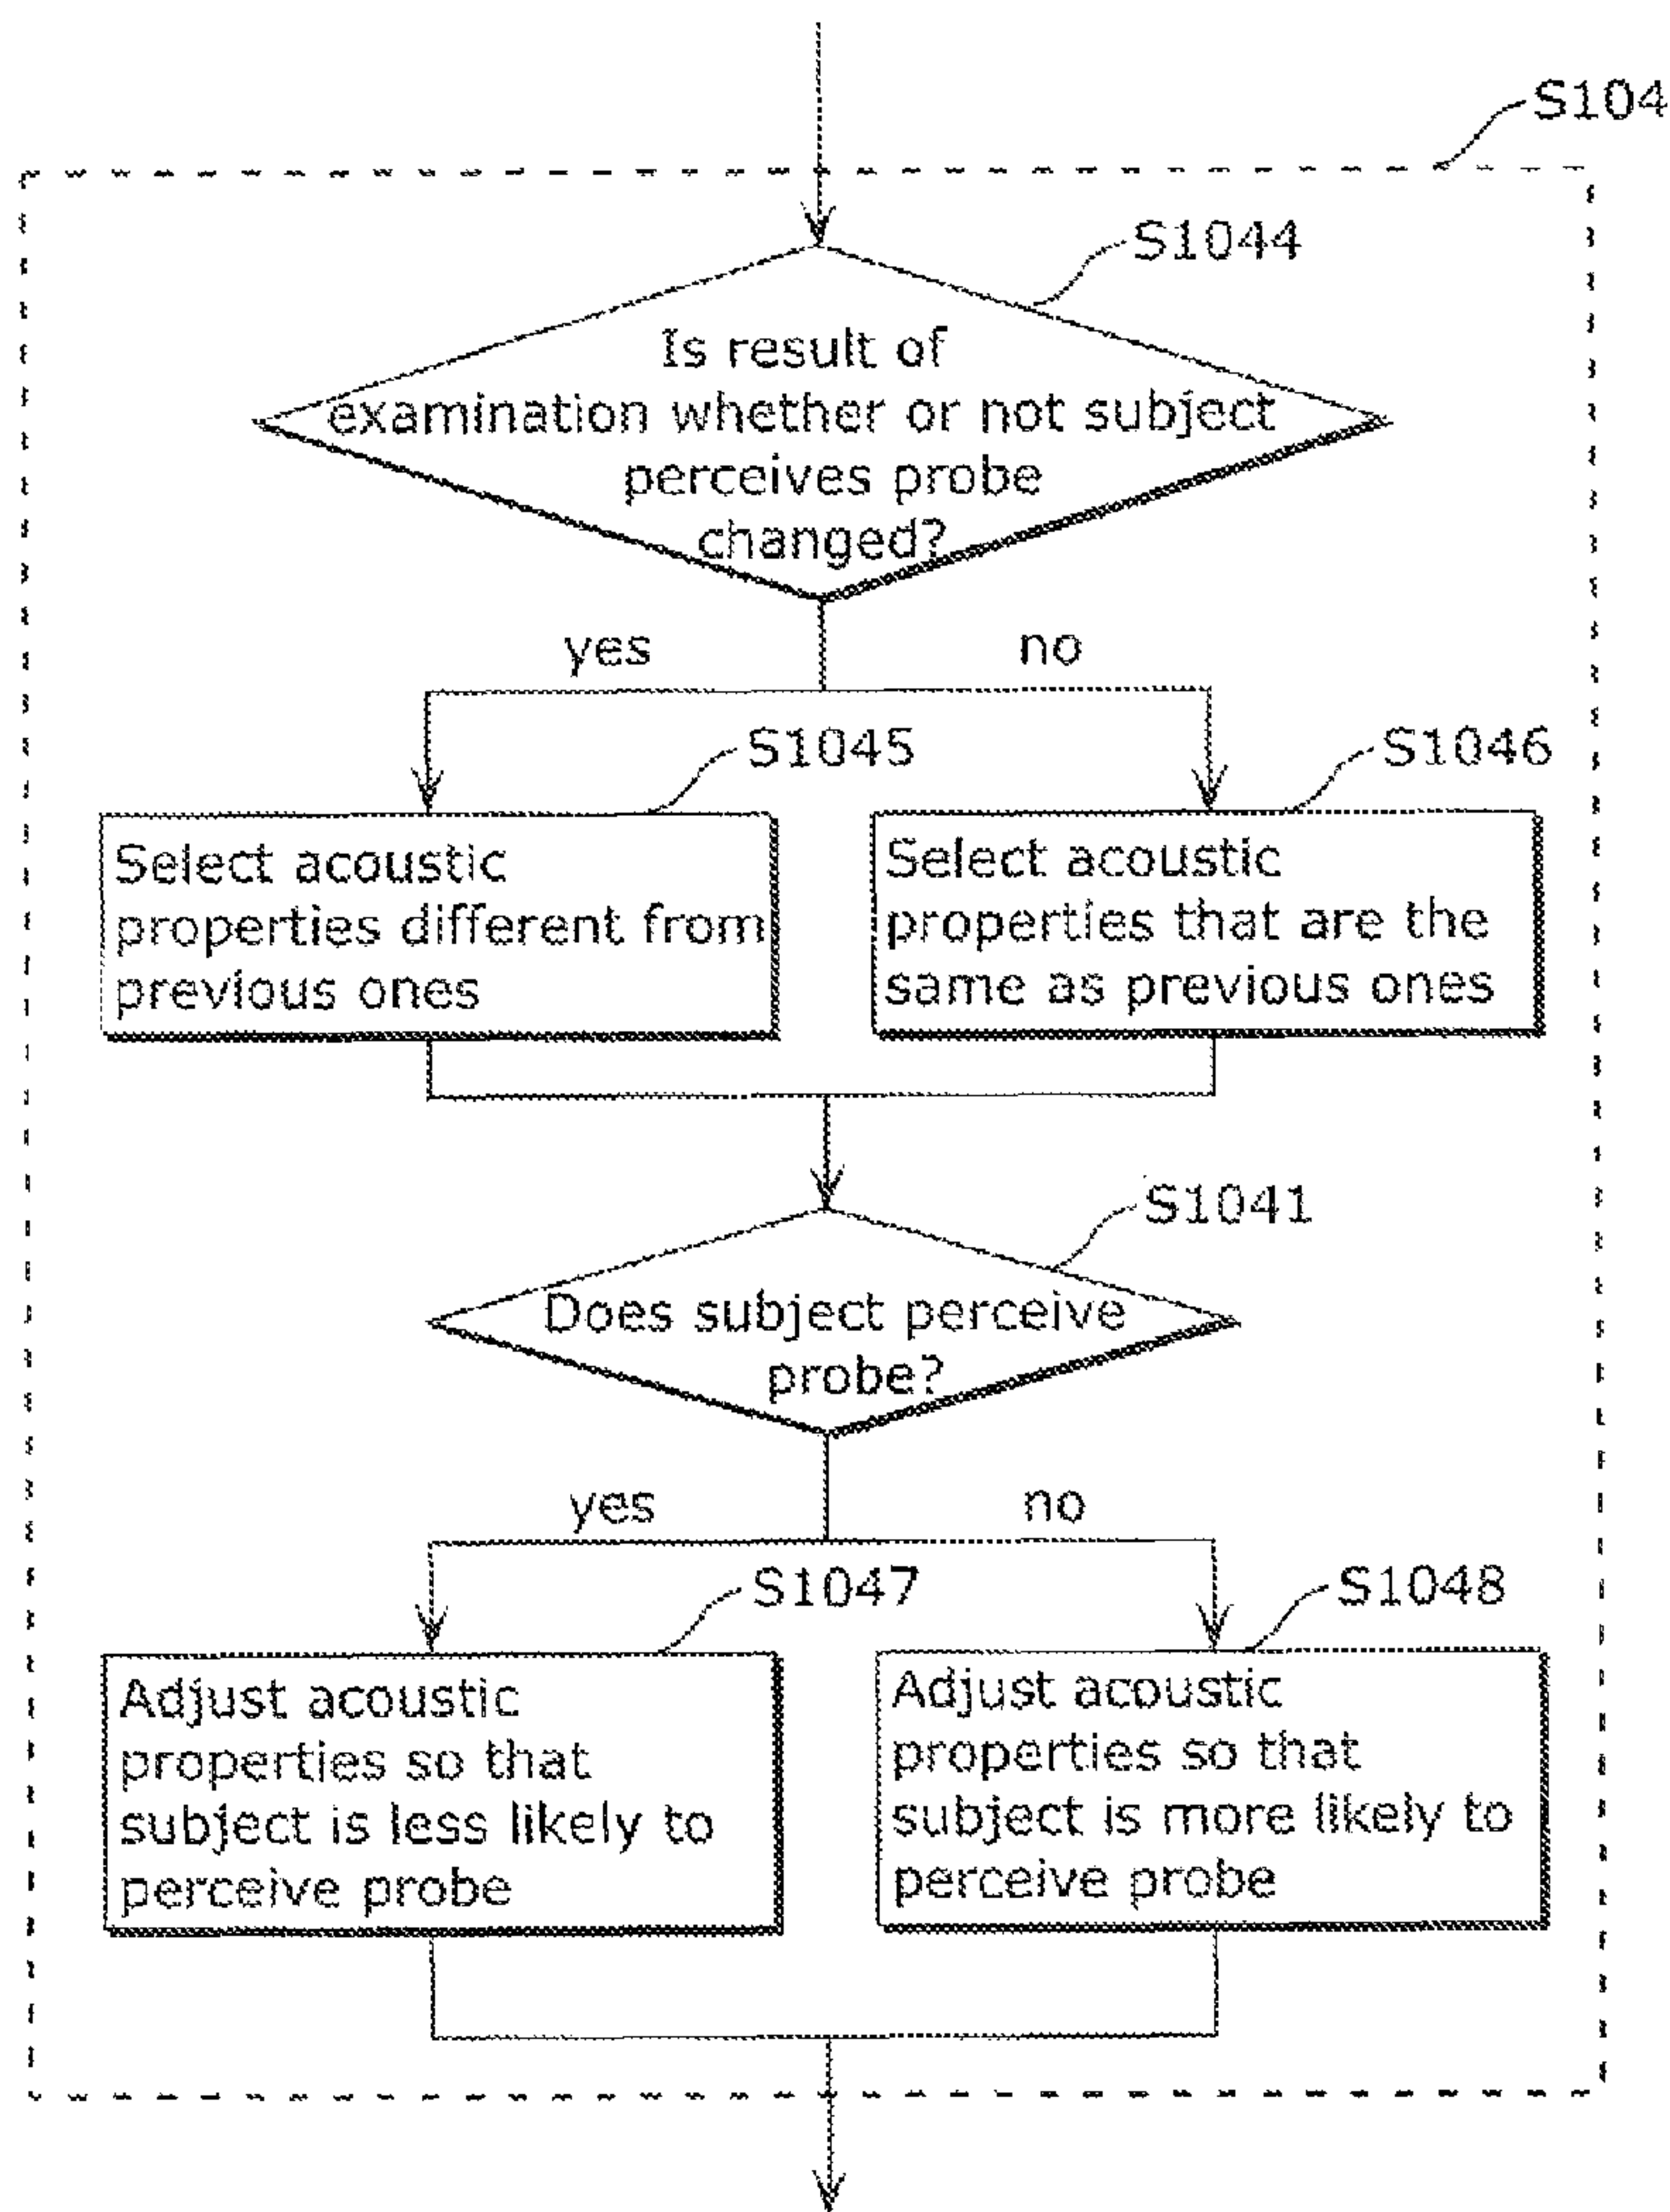 S104
S1044
Is result of
examination whether or not subject
perceives probe
changed?
yes
no
S1045
S1046
Select acoustic
properties different from
previous ones
Select acoustic
properties that are the
same as previous ones
S1041
Does subject perceive
probe?
yes
no
S1047
S1048
Adjust acoustic
properties so that
subject is less likely to
perceive probe
Adjust acoustic
properties so that
subject is more likely to
perceive probe